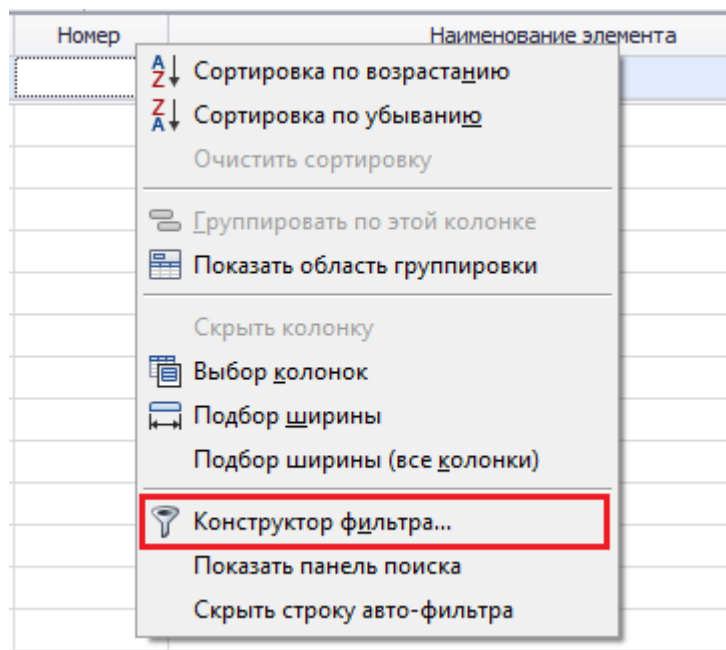 Номер Наименование элемента
Сортировка по возрастанию
Сортировка по убыванию
Очистить сортировку
Группировать по этой колонке
Показать область группировки
Скрыть колонку
Выбор колонок
Подбор ширины
Подбор ширины (все колонки)
Конструктор фильтра...
Показать панель поиска
Скрыть строку авто-фильтра